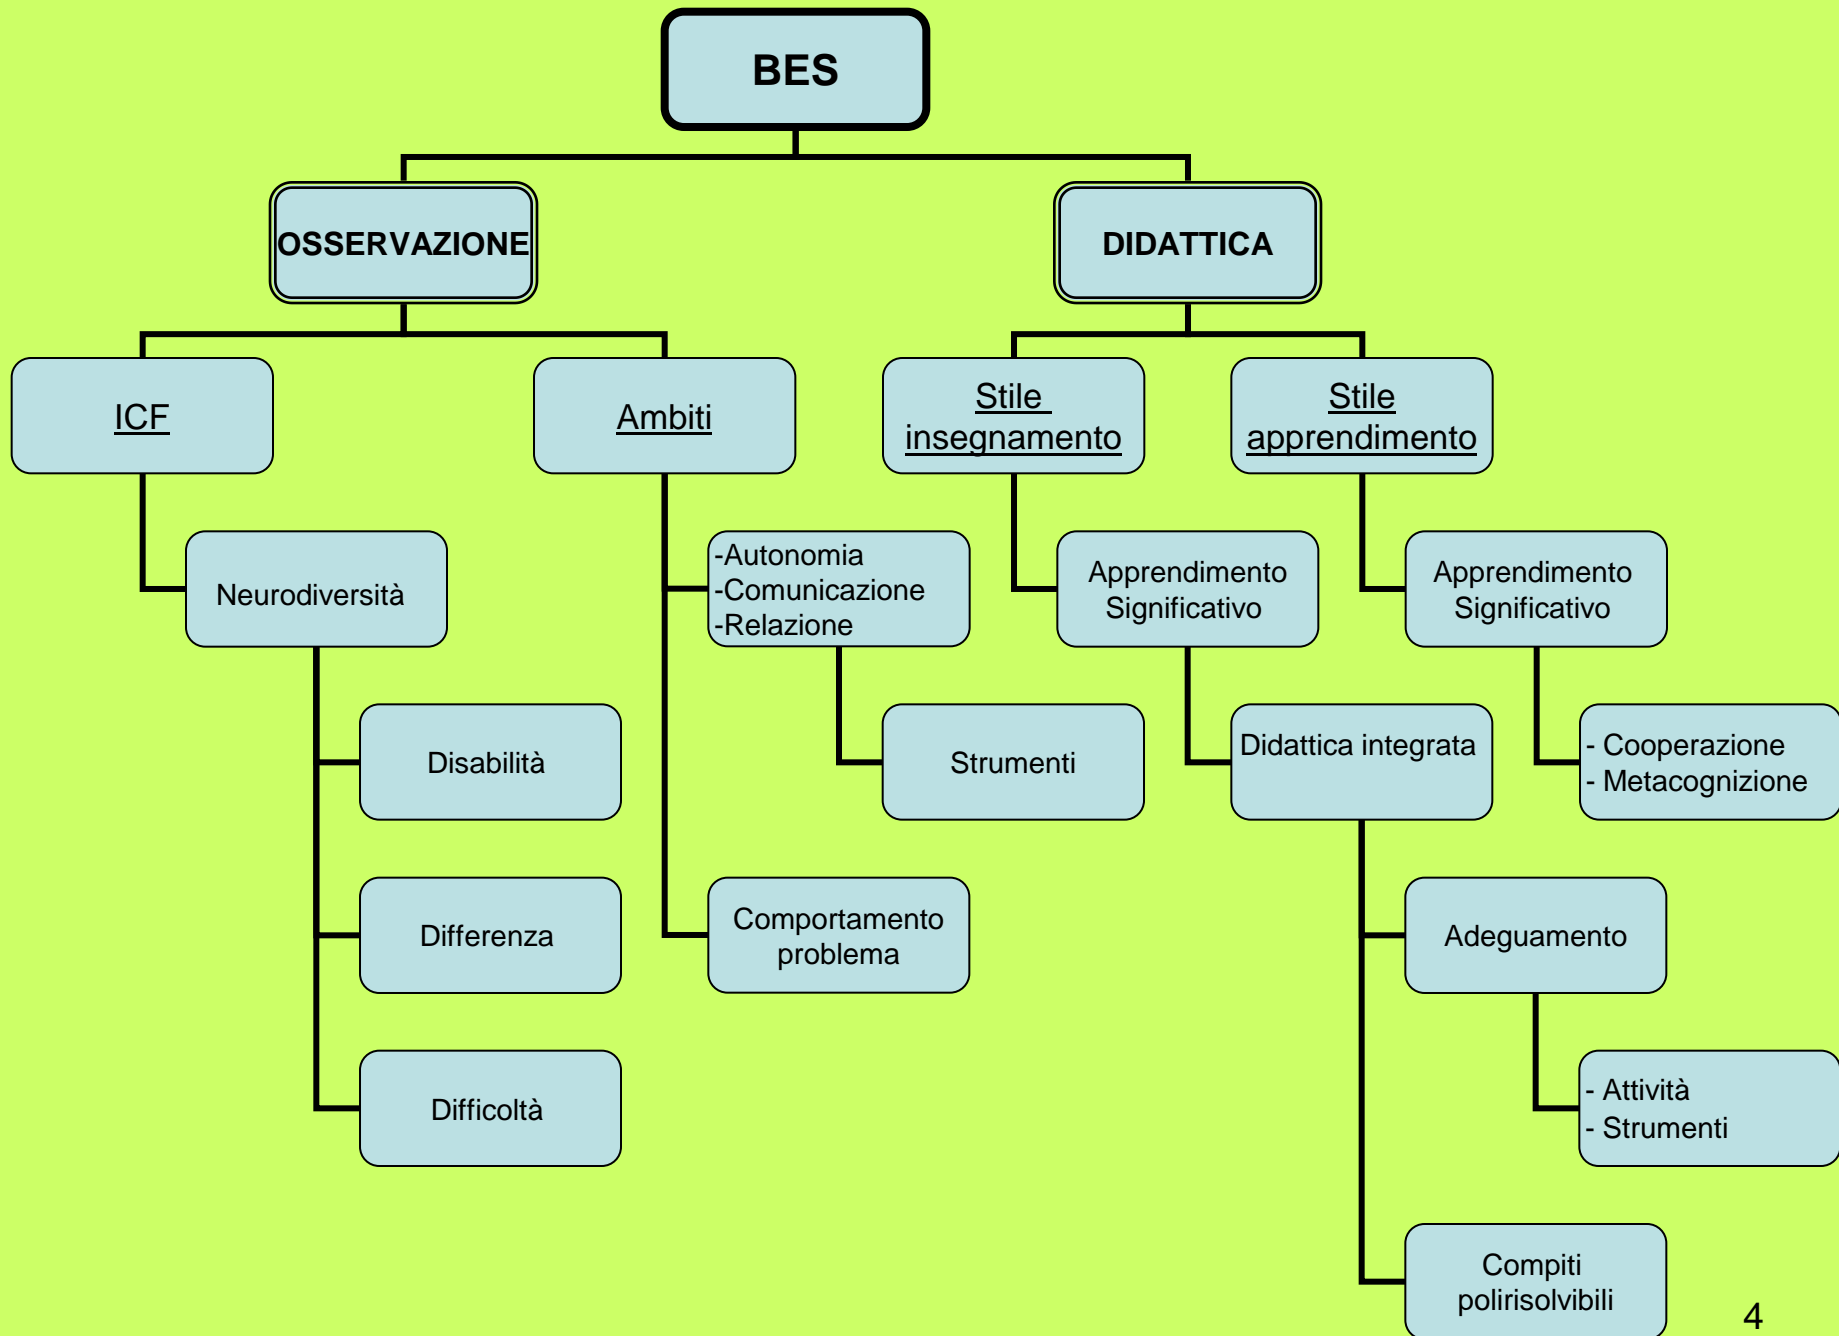 BES
OSSERVAZIONE
DIDATTICA
ICF
Ambiti
Stile
insegnamento
Stile
apprendimento
Neurodiversità
-Autonomia
-Comunicazione
-Relazione
Apprendimento
Significativo
Apprendimento
Significativo
Disabilità
Strumenti
Didattica integrata
- Cooperazione
- Metacognizione
Differenza
Comportamento
problema
Adeguamento
Difficoltà
- Attività
- Strumenti
Compiti
polirisolvibili
4